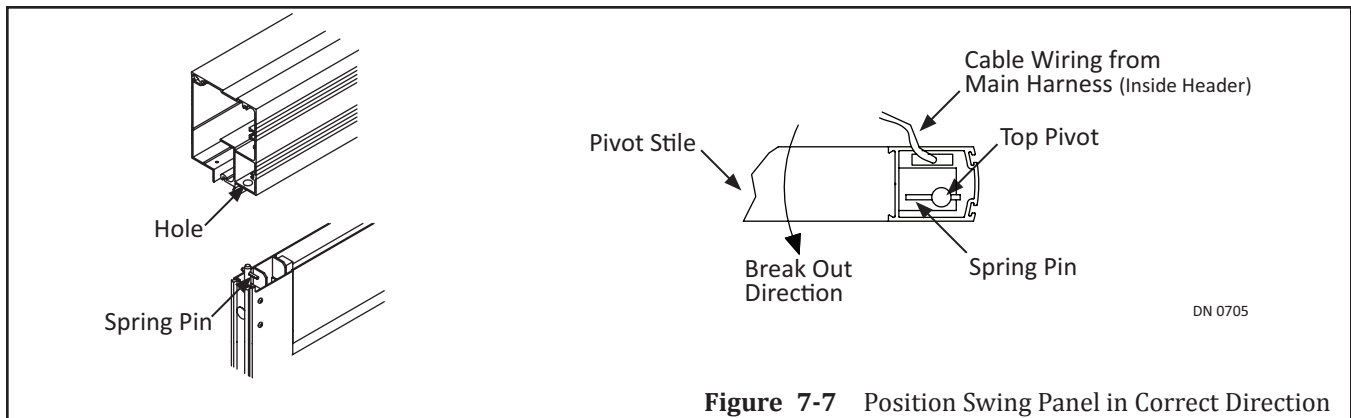 Hole
Spring Pin
Cable Wiring from
Main Harness (Inside Header)
Pivot Stile
Top Pivot
Break Out
Direction
Spring Pin
DN 0705
Figure 7-7 Position Swing Panel in Correct Direction